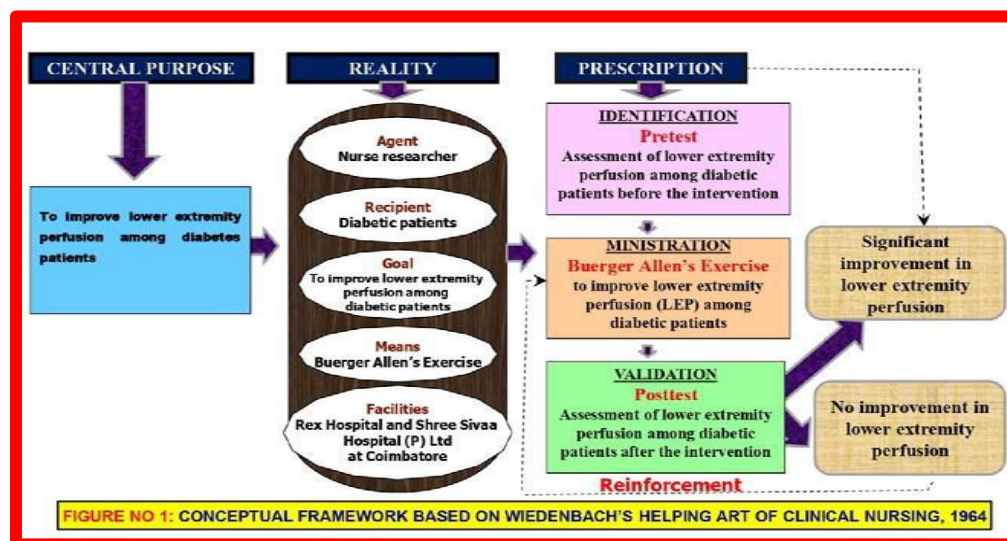 CENTRAL PURPOSE
To improve lower extremity
perfusion among diabetes
patients
REALITY
Agent
Nurse researcher
Recipient
Diabetic patients
Goal
To improve lower extremity
perfusion among
diabetic patients
Means
Buerger Allen's Exercise
Facilities
Rex Hospital and Shree Sivaa
Hospital (P) Ltd
at Coimbatore
PRESCRIPTION
IDENTIFICATION
Pretest
Assessment of lower extremity
perfusion among diabetic
patients before the intervention
MINISTRATION
Buerger Allen's Exercise
to improve lower extremity
perfusion (LEP) among
diabetic patients
VALIDATION
Posttest
Assessment of lower extremity
perfusion among diabetic
patients after the intervention
Significant
improvement in
lower extremity
perfusion
No improvement in
lower extremity
perfusion
Reinforcement
FIGURE NO 1: CONCEPTUAL FRAMEWORK BASED ON WIEDENBACH'S HELPING ART OF CLINICAL NURSING, 1964